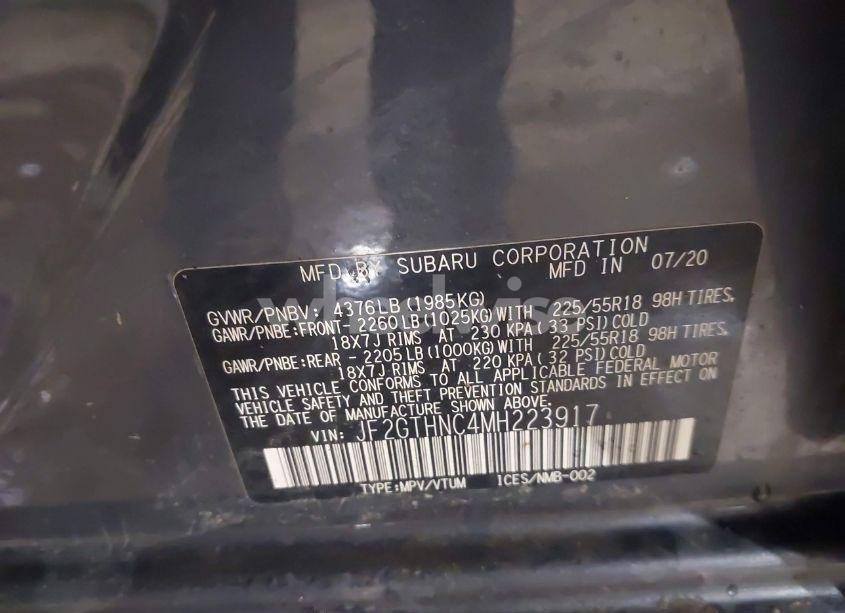 MFD BY SUBARU CORPORATION
MFD IN 07/20
GVWR/PNBV: 4376LB (1985KG)
GAWR/PNBE:FRONT- 2260LB (1025KG) WITH 225/55R18 98H TIRES,
18X7J RIMS AT 230 KPA (33 PSI) COLD
GAWR/PNBE:REAR - 2205LB (1000KG) WITH 225/55R18 98H TIRES,
18X7J RIMS AT 220 KPA (32 PSI) COLD
THIS VEHICLE CONFORMS TO ALL APPLICABLE FEDERAL MOTOR
VEHICLE SAFETY AND THEFT PREVENTION STANDARDS IN EFFECT ON
THE DATE OF MANUFACTURE SHOWN ABOVE.
VIN: JF2GTHNC4MH223917
TYPE:MPV/VTUM ICES/NMB-002